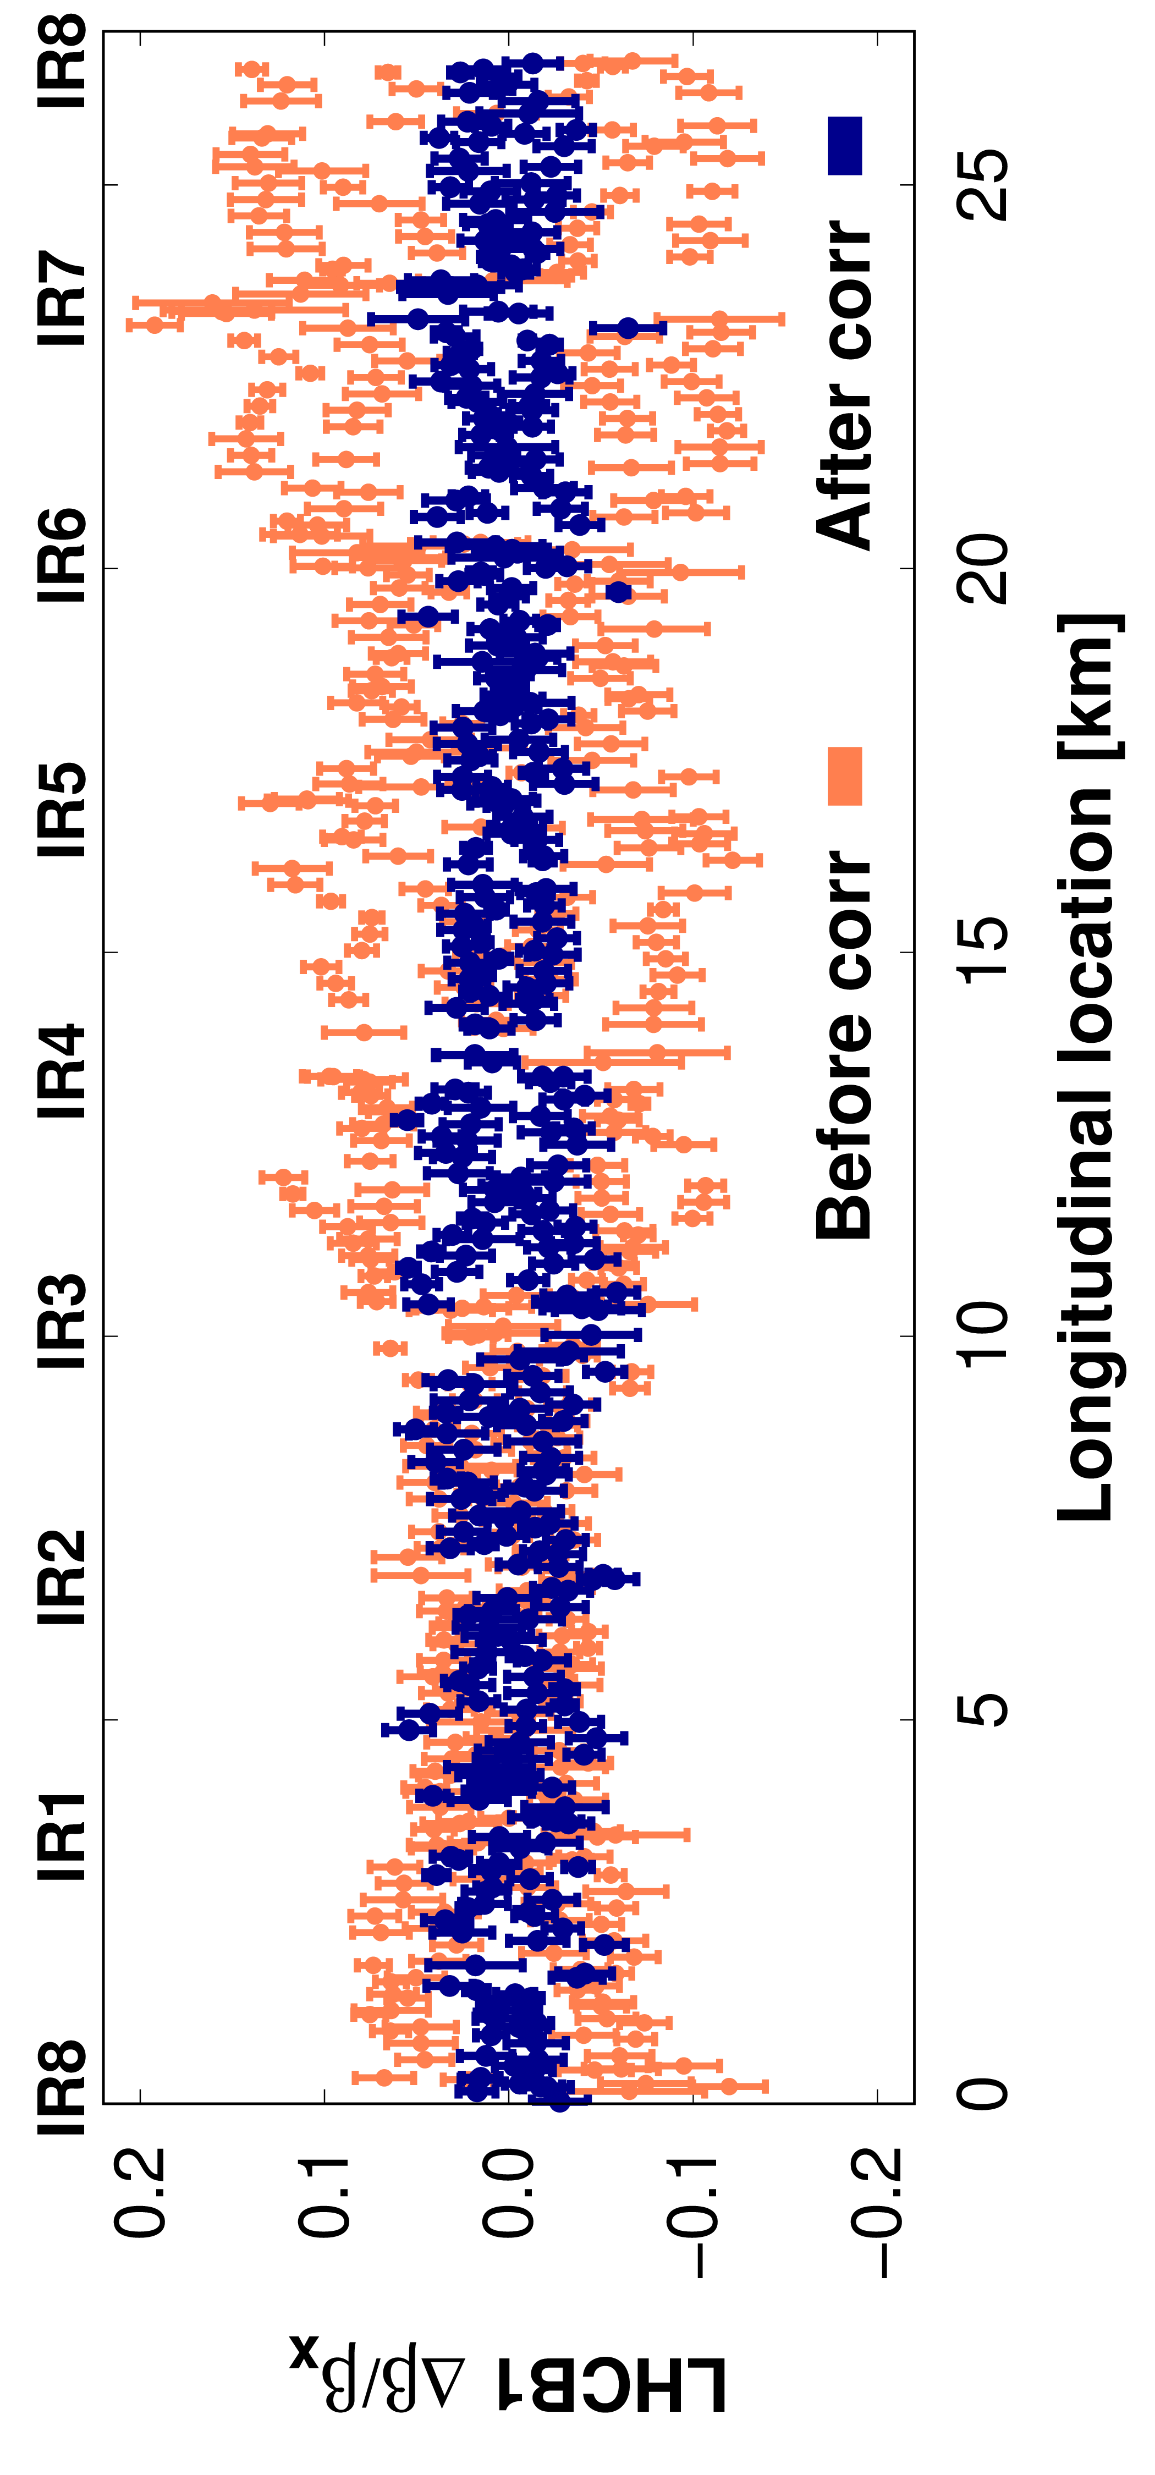 IR8 IR1 IR2 IR3 IR4 IR5 IR6 IR7 IR8
LHCB1 Δβ/βx
0.2
0.1
0.0
−0.1
−0.2
Before corr
After corr
0 5 10 15 20 25
Longitudinal location [km]